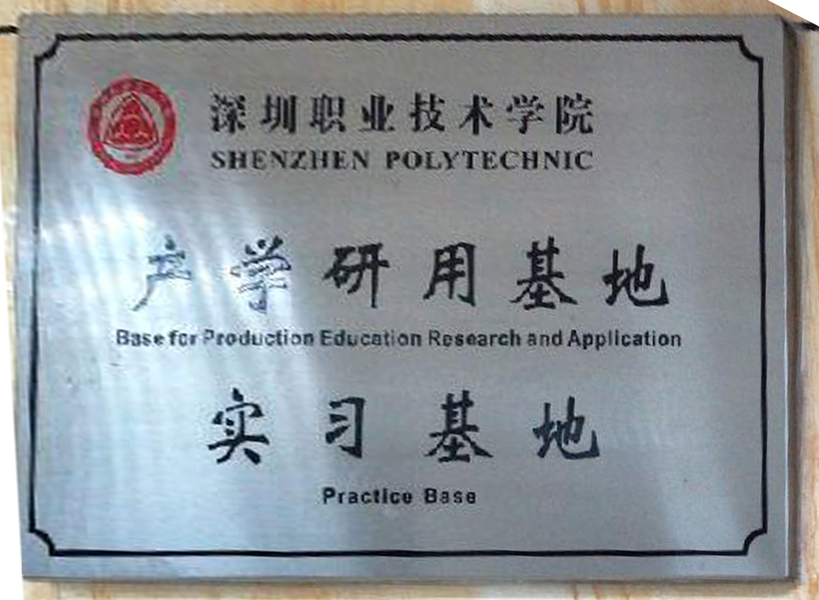 深圳职业技术学院
SHENZHEN POLYTECHNIC
产学研用基地
Base for Production Education Research and Application
实习基地
Practice Base